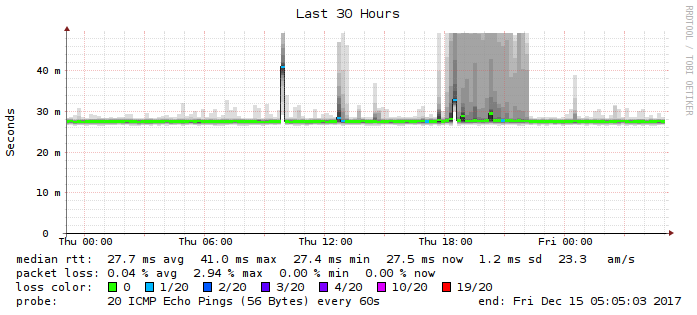 Last 30 Hours
RRDTOOL / TOBI OETIKER
Seconds
40 m
30 m
20 m
10 m
0
Thu 00:00 Thu 06:00 Thu 12:00 Thu 18:00 Fri 00:00
median rtt: 27.7 ms avg 41.0 ms max 27.4 ms min 27.5 ms now 1.2 ms sd 23.3 am/s
packet loss: 0.04 % avg 2.94 % max 0.00 % min 0.00 % now
loss color: 0 1/20 2/20 3/20 4/20 10/20 19/20
probe: 20 ICMP Echo Pings (56 Bytes) every 60s end: Fri Dec 15 05:05:03 2017